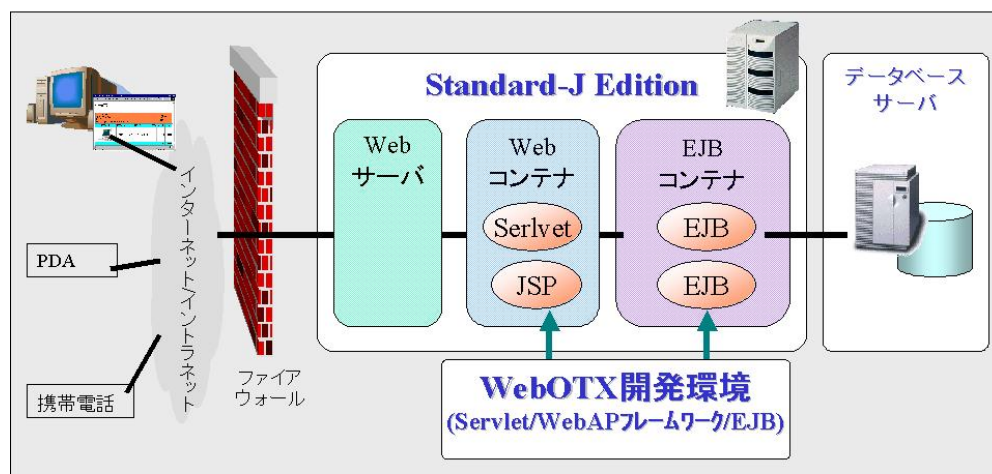 Standard-J Edition
データベース
サーバ
Web
サーバ
Web
コンテナ
EJB
コンテナ
Serlvet
EJB
JSP
EJB
インターネット/イントラネット
PDA
携帯電話
ファイア
ウォール
WebOTX開発環境
(Servlet/WebAPフレームワーク/EJB)